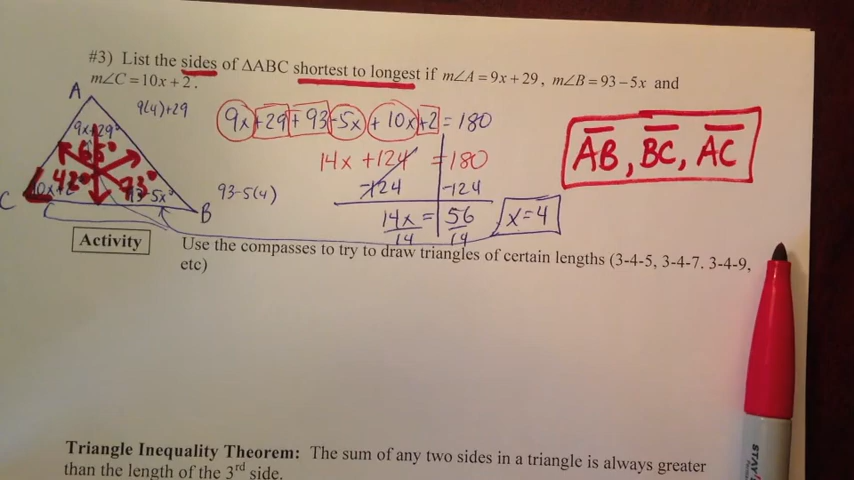 #3) List the sides of ΔABC shortest to longest if m∠A = 9x + 29, m∠B = 93 − 5x and
m∠C = 10x + 2.
A
9(4)+29
9x+29 + 93 -5x + 10x + 2 = 180
9x+29°
65°
14x + 124 = 180
AB, BC, AC
42°
73°
10x+2°
93-5x°
-124 -124
C
B
93-5(4)
14x = 56
14 14
x=4
Activity
Use the compasses to try to draw triangles of certain lengths (3-4-5, 3-4-7. 3-4-9,
etc)
Triangle Inequality Theorem: The sum of any two sides in a triangle is always greater
than the length of the 3rd side.